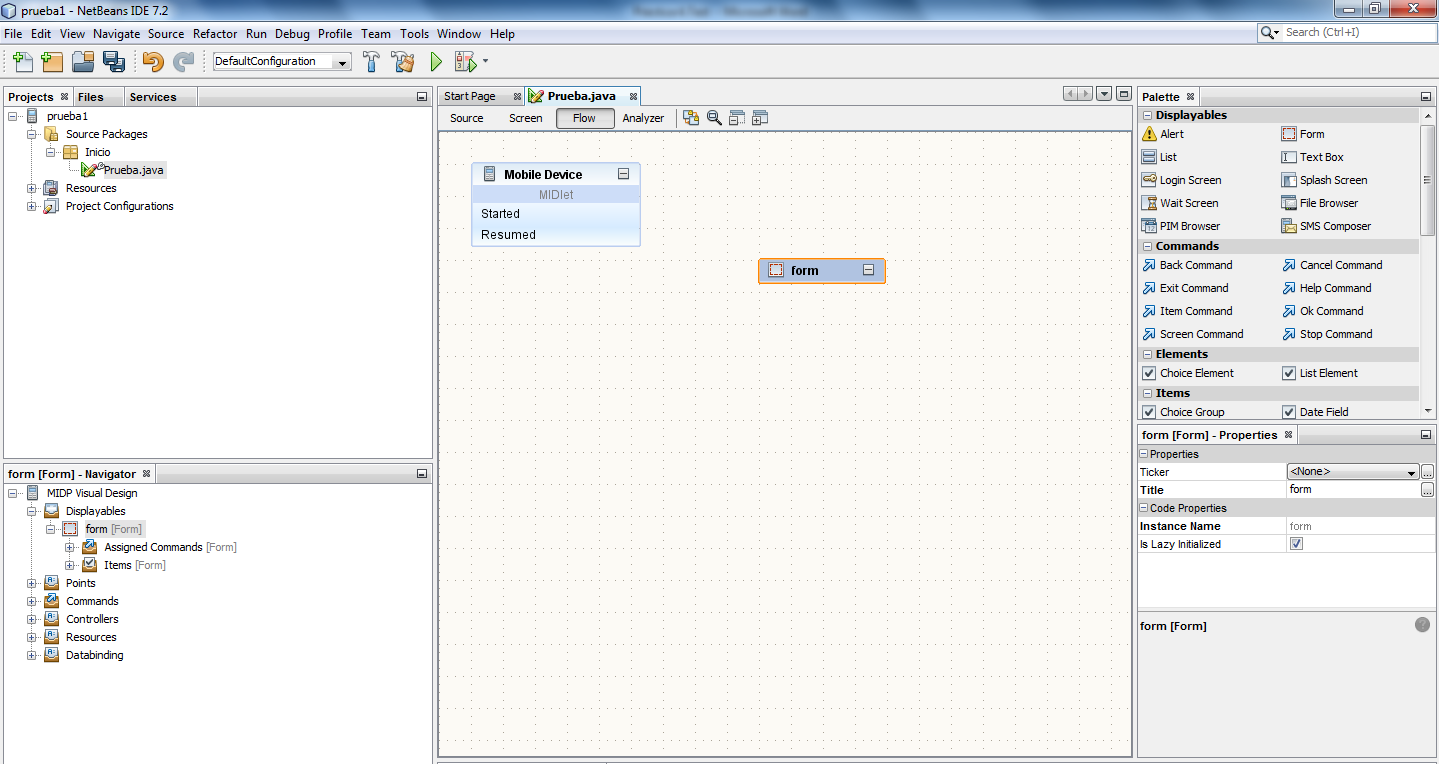 prueba1 - NetBeans IDE 7.2
File Edit View Navigate Source Refactor Run Debug Profile Team Tools Window Help
Search (Ctrl+I)
DefaultConfiguration
Projects Files Services
prueba1
Source Packages
Inicio
Prueba.java
Resources
Project Configurations
form [Form] - Navigator
MIDP Visual Design
Displayables
form [Form]
Assigned Commands [Form]
Items [Form]
Points
Commands
Controllers
Resources
Databinding
Start Page Prueba.java
Source Screen Flow Analyzer
Mobile Device
MIDlet
Started
Resumed
form
Palette
Displayables
Alert Form
List Text Box
Login Screen Splash Screen
Wait Screen File Browser
PIM Browser SMS Composer
Commands
Back Command Cancel Command
Exit Command Help Command
Item Command Ok Command
Screen Command Stop Command
Elements
Choice Element List Element
Items
Choice Group Date Field
form [Form] - Properties
Properties
Ticker <None> ...
Title form ...
Code Properties
Instance Name form
Is Lazy Initialized
form [Form]